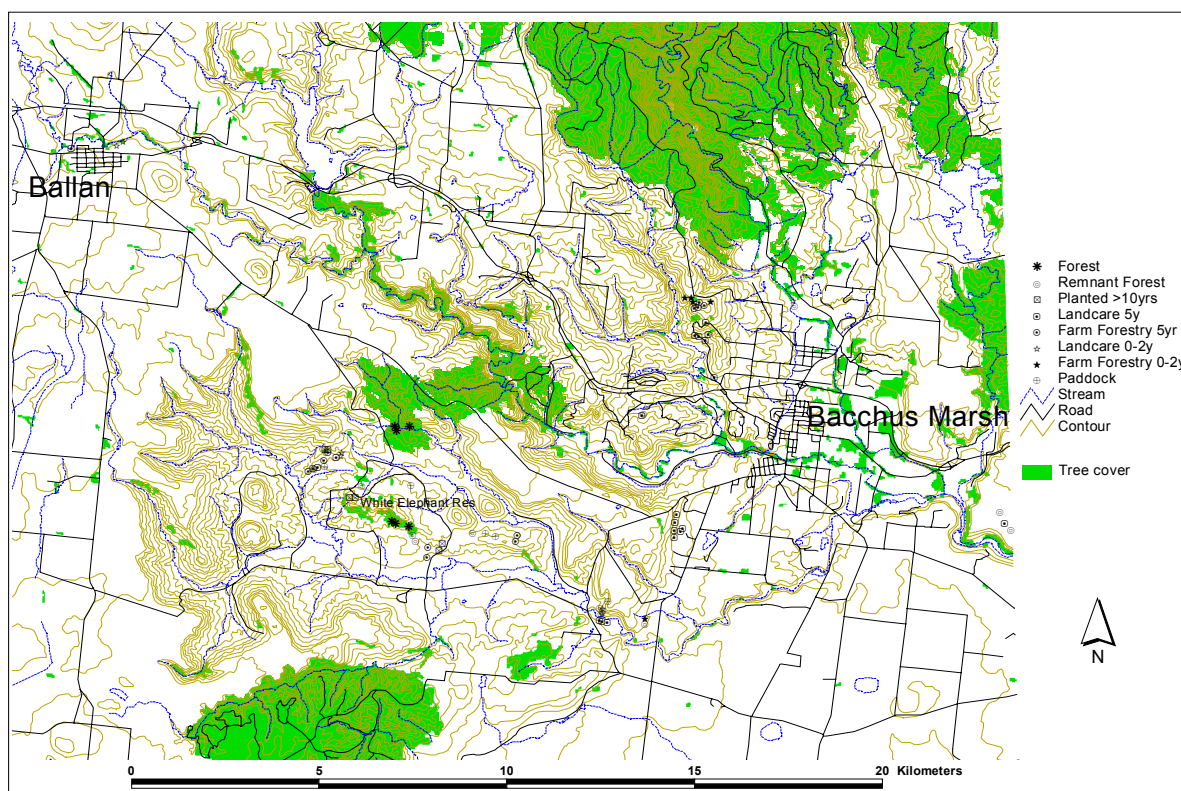 Ballan
Bacchus Marsh
White Elephant Res
Forest
Remnant Forest
Planted >10yrs
Landcare 5y
Farm Forestry 5yr
Landcare 0-2y
Farm Forestry 0-2y
Paddock
Stream
Road
Contour
Tree cover
N
0 5 10 15 20 Kilometers